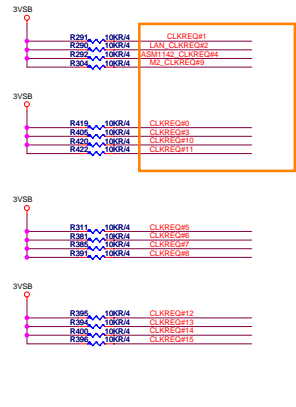 3VSB
R291 10KR/4 CLKREQ#1
R290 10KR/4 LAN_CLKREQ#2
R292 10KR/4 ASM1142_CLKREQ#4
R304 10KR/4 M2_CLKREQ#9
3VSB
R419 10KR/4 CLKREQ#0
R405 10KR/4 CLKREQ#3
R420 10KR/4 CLKREQ#10
R422 10KR/4 CLKREQ#11
3VSB
R311 10KR/4 CLKREQ#5
R381 10KR/4 CLKREQ#6
R385 10KR/4 CLKREQ#7
R391 10KR/4 CLKREQ#8
3VSB
R395 10KR/4 CLKREQ#12
R394 10KR/4 CLKREQ#13
R400 10KR/4 CLKREQ#14
R396 10KR/4 CLKREQ#15